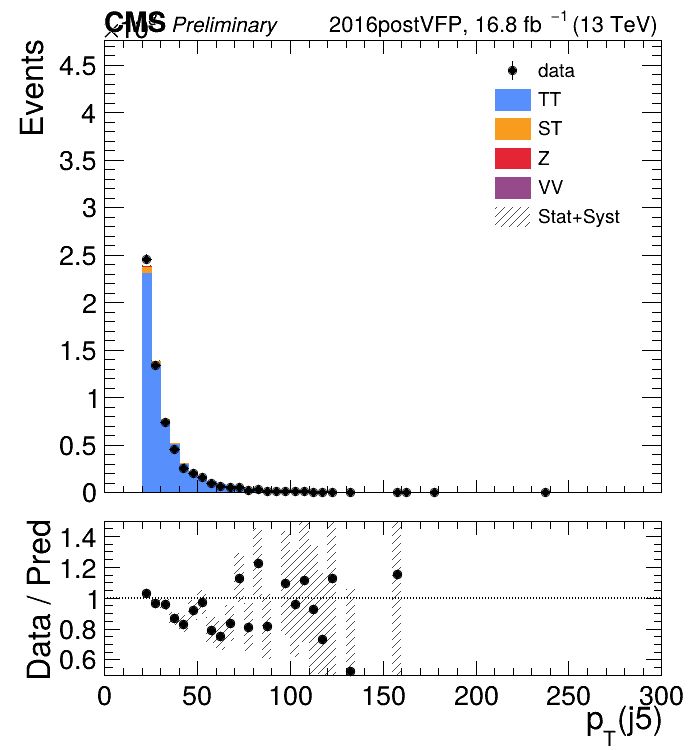 CMS Preliminary 2016postVFP, 16.8 fb⁻¹ (13 TeV)
Events
4.5
4
3.5
3
2.5
2
1.5
1
0.5
0
data
TT
ST
Z
VV
Stat+Syst
Data / Pred
1.4
1.2
1
0.8
0.6
0 50 100 150 200 250 300
p_T(j5)